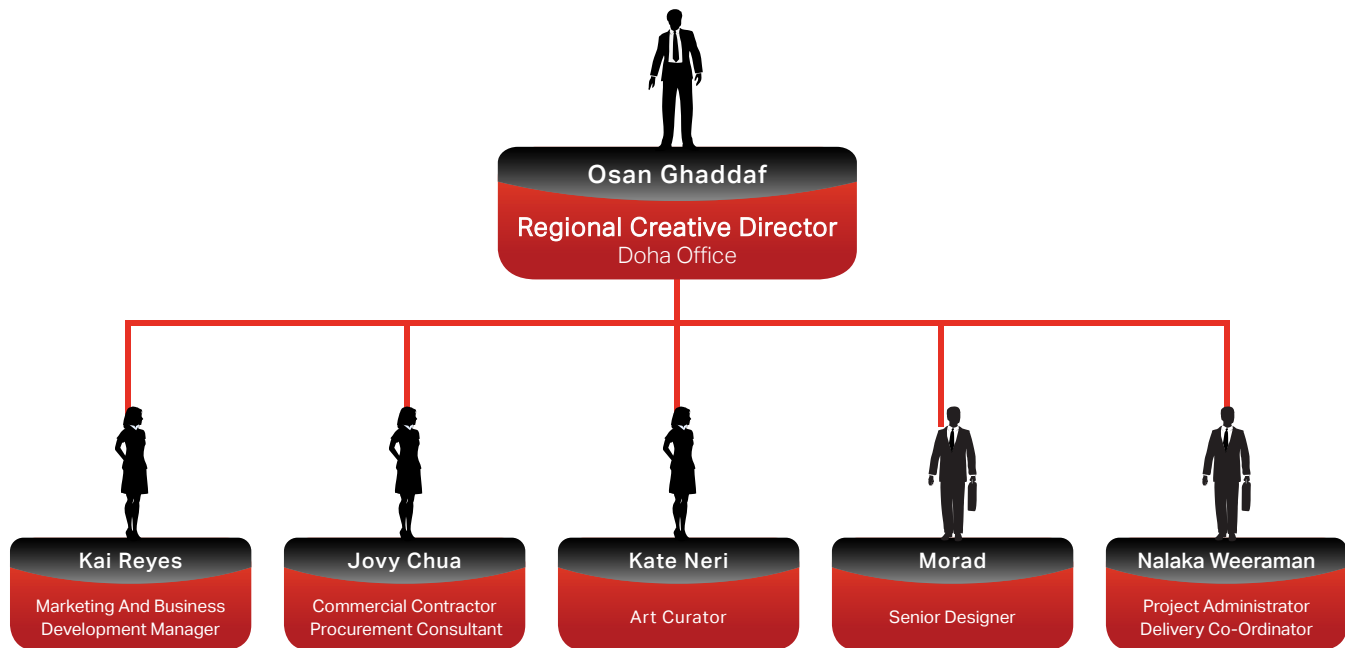 Osan Ghaddaf
Regional Creative Director
Doha Office
Kai Reyes
Marketing And Business
Development Manager
Jovy Chua
Commercial Contractor
Procurement Consultant
Kate Neri
Art Curator
Morad
Senior Designer
Nalaka Weeraman
Project Administrator
Delivery Co-Ordinator